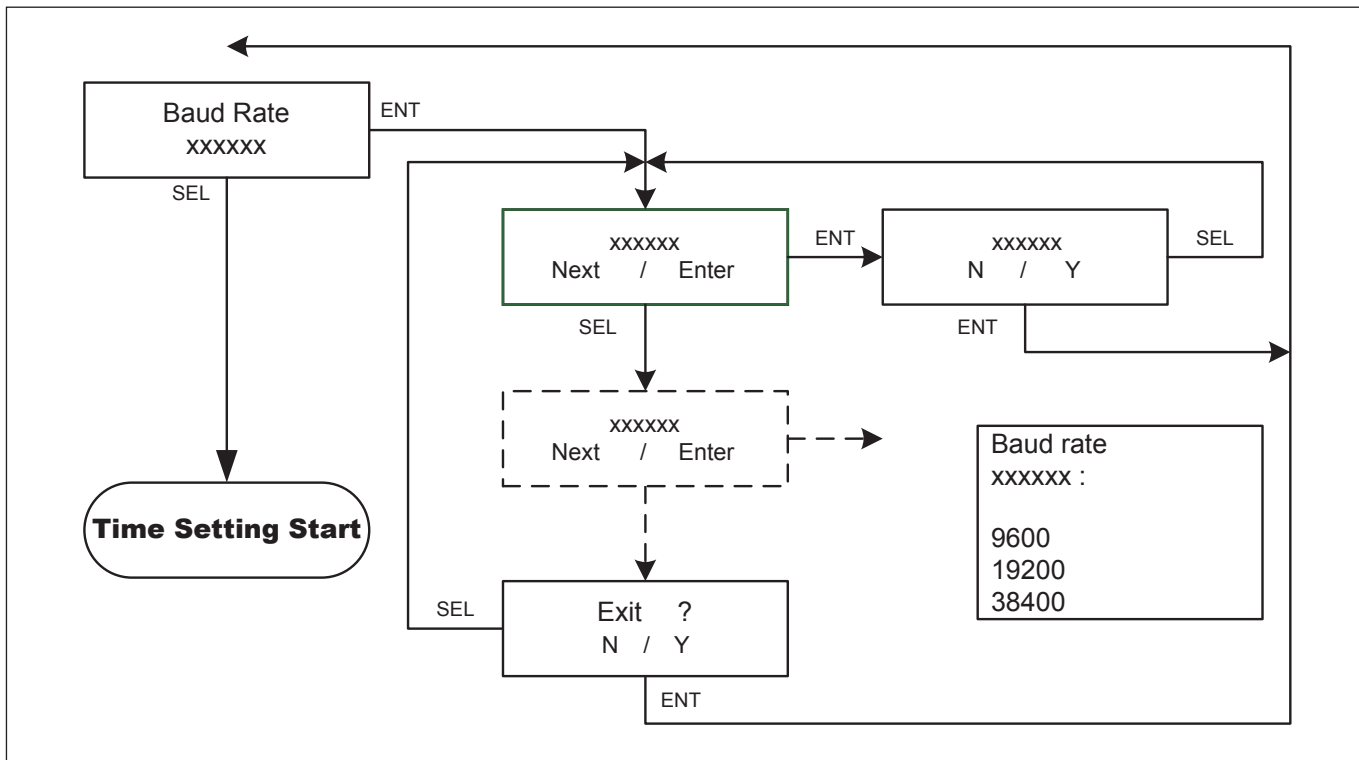 Baud Rate
xxxxxx
ENT
SEL
xxxxxx
Next / Enter
ENT
xxxxxx
N / Y
SEL
SEL
ENT
xxxxxx
Next / Enter
Baud rate
xxxxxx :
9600
19200
38400
Time Setting Start
SEL
Exit ?
N / Y
ENT